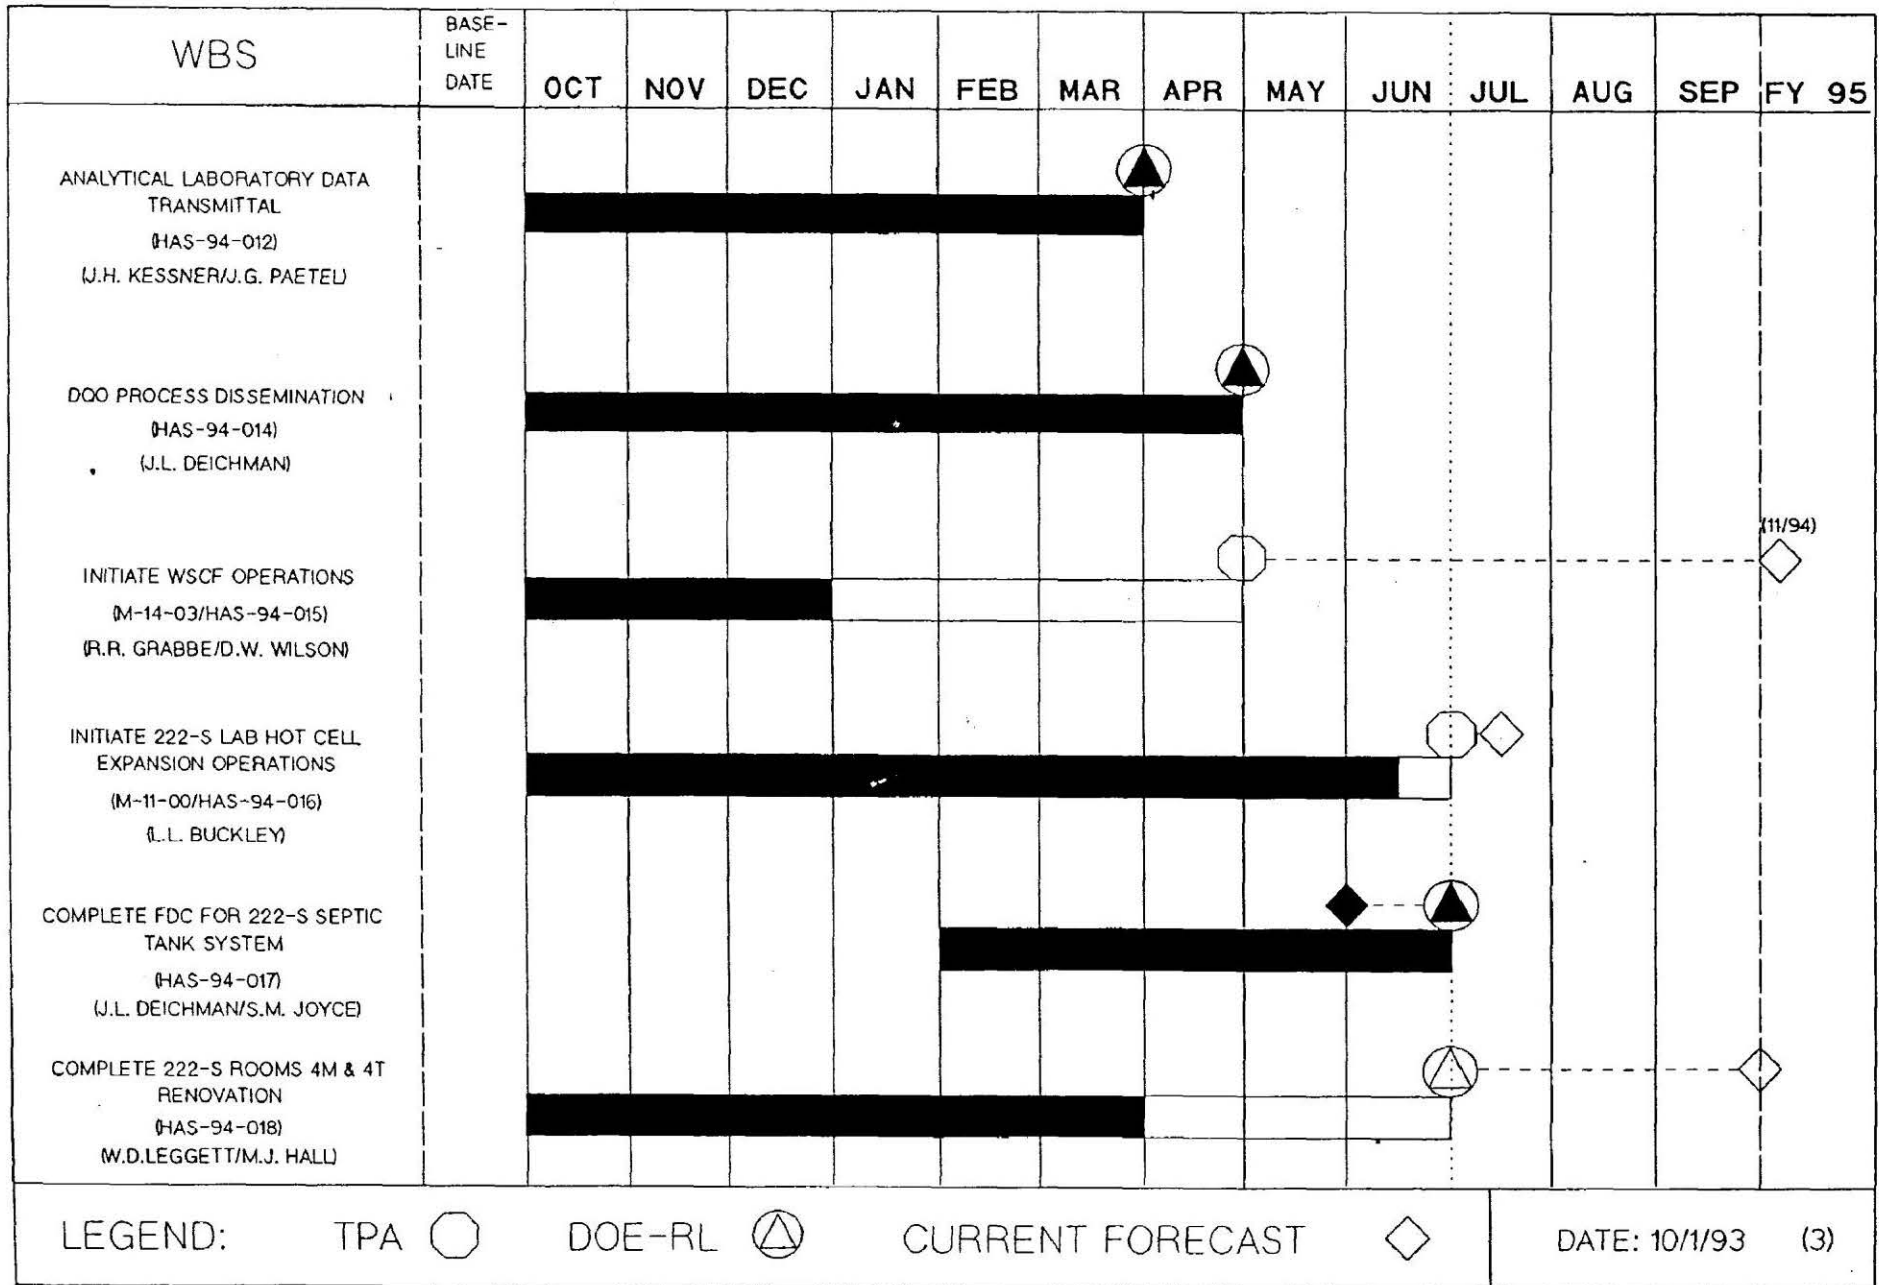 WBS
BASE-
LINE
DATE
OCT NOV DEC JAN FEB MAR APR MAY JUN JUL AUG SEP FY 95
ANALYTICAL LABORATORY DATA
TRANSMITTAL
(HAS-94-012)
(J.H. KESSNER/J.G. PAETEL)
DQO PROCESS DISSEMINATION
(HAS-94-014)
(J.L. DEICHMAN)
(11/94)
INITIATE WSCF OPERATIONS
(M-14-03/HAS-94-015)
(R.R. GRABBE/D.W. WILSON)
INITIATE 222-S LAB HOT CELL
EXPANSION OPERATIONS
(M-11-00/HAS-94-016)
(L.L. BUCKLEY)
COMPLETE FDC FOR 222-S SEPTIC
TANK SYSTEM
(HAS-94-017)
(J.L. DEICHMAN/S.M. JOYCE)
COMPLETE 222-S ROOMS 4M & 4T
RENOVATION
(HAS-94-018)
(W.D.LEGGETT/M.J. HALL)
LEGEND: TPA DOE-RL CURRENT FORECAST DATE: 10/1/93 (3)